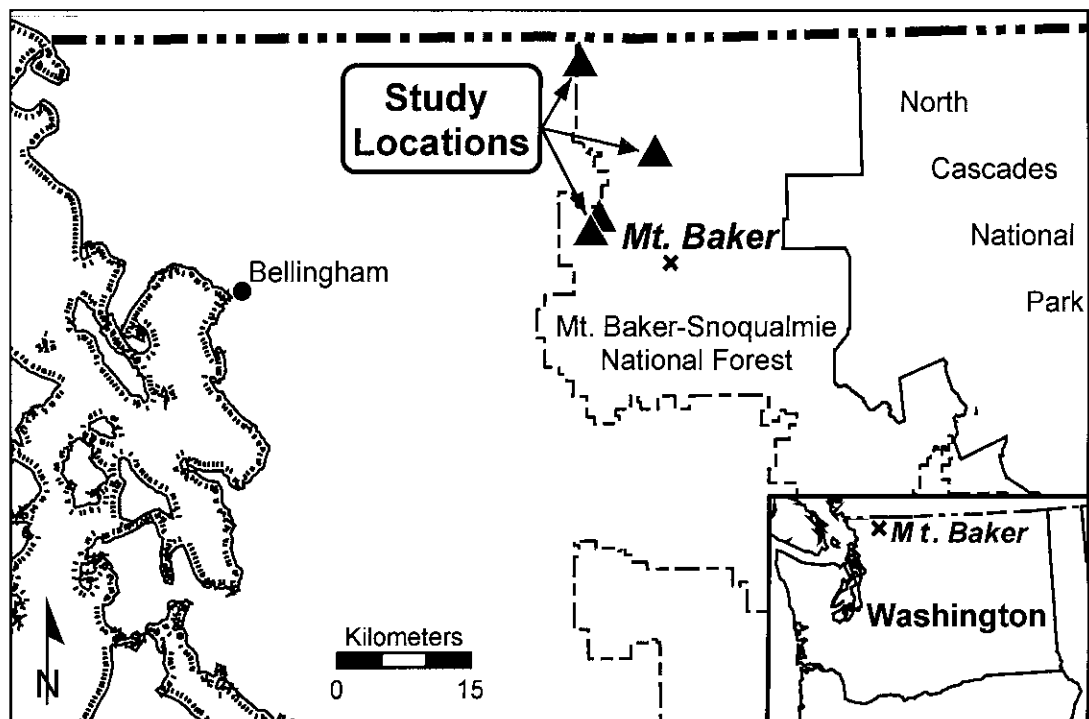 Study
Locations
North
Cascades
National
Park
Mt. Baker
Bellingham
Mt. Baker-Snoqualmie
National Forest
Mt. Baker
Washington
Kilometers
0 15
N